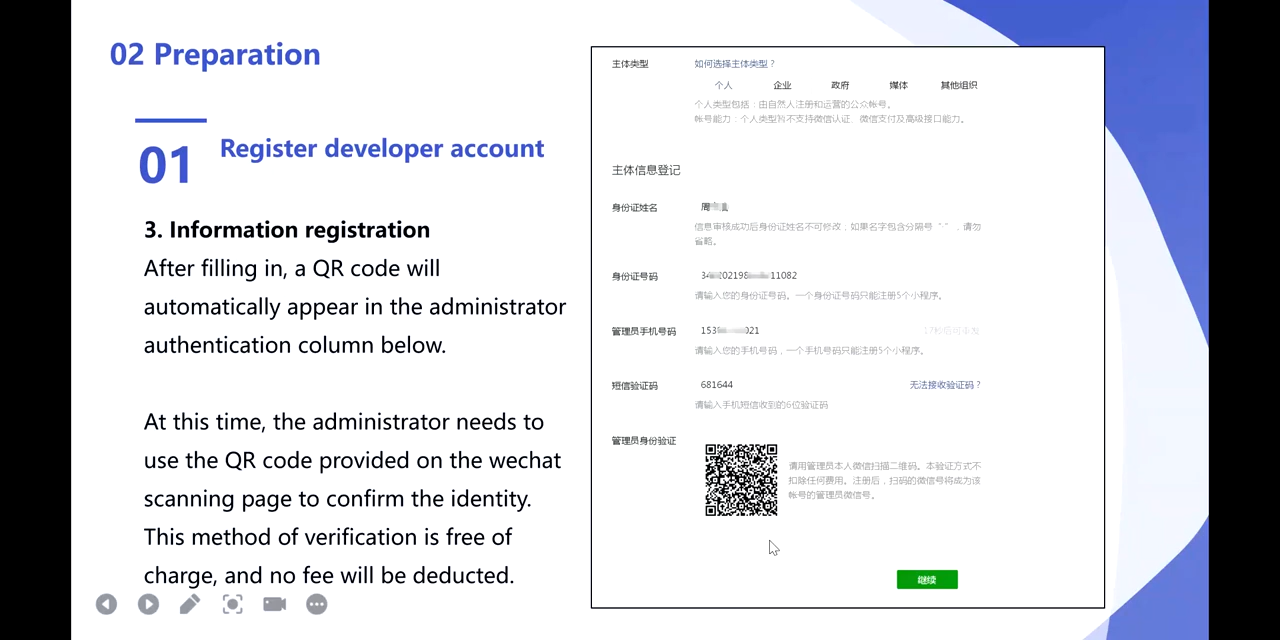 02 Preparation
01
Register developer account
3. Information registration
After filling in, a QR code will
automatically appear in the administrator
authentication column below.
At this time, the administrator needs to
use the QR code provided on the wechat
scanning page to confirm the identity.
This method of verification is free of
charge, and no fee will be deducted.
主体类型 如何选择主体类型？
个人 企业 政府 媒体 其他组织
个人类型包括：由自然人注册和运营的公众帐号。
帐号能力：个人类型暂不支持微信认证、微信支付及高级接口能力。
主体信息登记
身份证姓名 周
信息审核成功后身份证姓名不可修改；如果名字包含分隔号“·”，请勿
省略。
身份证号码 11082
请输入您的身份证号码。一个身份证号码只能注册5个小程序。
管理员手机号码 021
请输入您的手机号码，一个手机号码只能注册5个小程序。
短信验证码 681644 无法接收验证码？
请输入手机短信收到的6位验证码
管理员身份验证
请用管理员本人微信扫描二维码。本验证方式不
扣除任何费用。注册后，扫码的微信号将成为该
帐号的管理员微信号。
继续